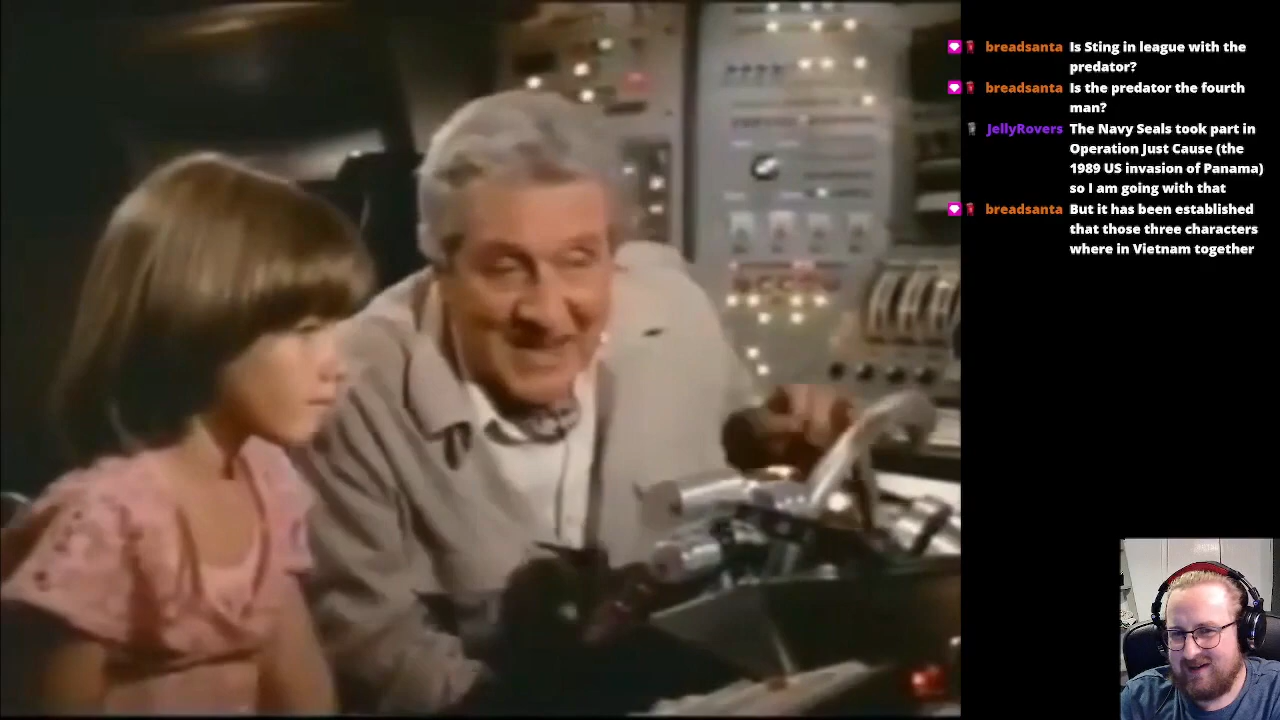 breadsanta Is Sting in league with the
predator?
breadsanta Is the predator the fourth
man?
JellyRovers The Navy Seals took part in
Operation Just Cause (the
1989 US invasion of Panama)
so I am going with that
breadsanta But it has been established
that those three characters
where in Vietnam together